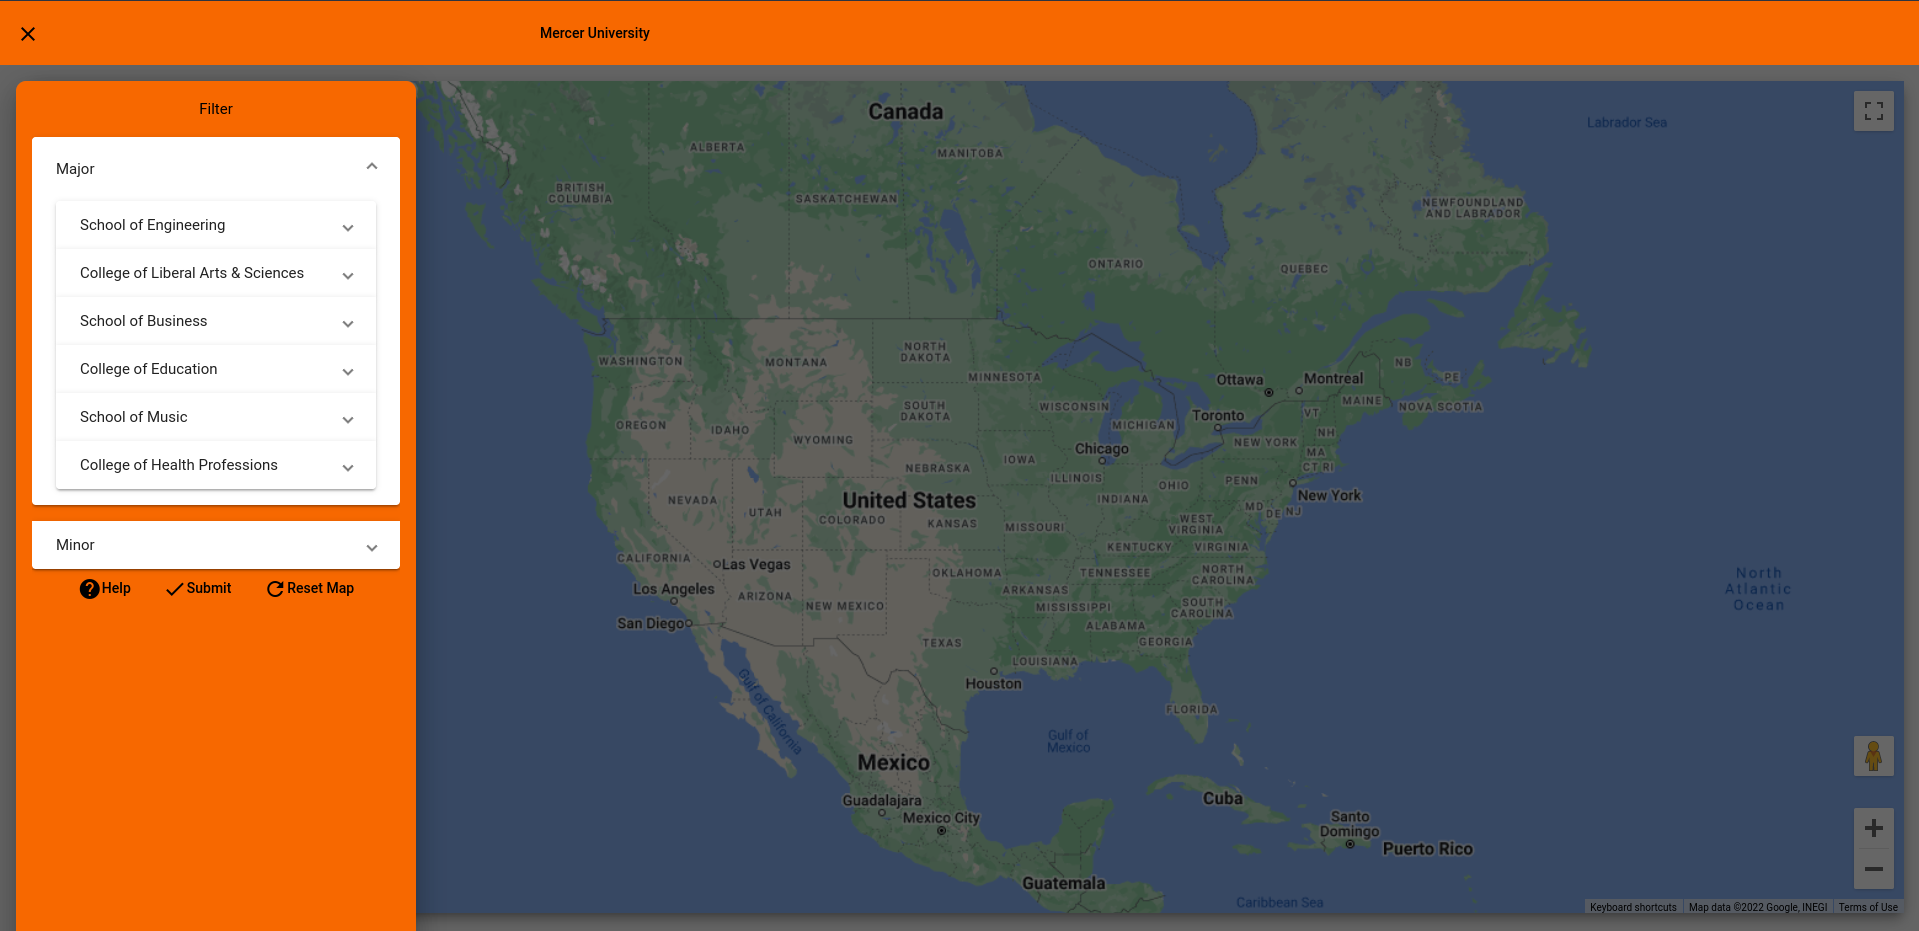 Mercer University
Filter
Major
School of Engineering
College of Liberal Arts & Sciences
School of Business
College of Education
School of Music
College of Health Professions
Minor
Help
Submit
Reset Map
Canada
Labrador Sea
ALBERTA
MANITOBA
BRITISH
COLUMBIA
SASKATCHEWAN
NEWFOUNDLAND
AND LABRADOR
ONTARIO
QUEBEC
WASHINGTON
MONTANA
NORTH
DAKOTA
MINNESOTA
NB
PE
Ottawa
Montreal
MAINE
NOVA SCOTIA
SOUTH
DAKOTA
WISCONSIN
Toronto
VT
OREGON
IDAHO
WYOMING
MICHIGAN
NEW YORK
NH
Chicago
MA
CT RI
NEBRASKA
IOWA
ILLINOIS
INDIANA
OHIO
PENN
New York
NEVADA
UTAH
United States
COLORADO
KANSAS
MISSOURI
WEST
VIRGINIA
MD
DE
NJ
CALIFORNIA
KENTUCKY
VIRGINIA
Las Vegas
OKLAHOMA
TENNESSEE
NORTH
CAROLINA
Los Angeles
ARIZONA
NEW MEXICO
ARKANSAS
MISSISSIPPI
SOUTH
CAROLINA
North
Atlantic
Ocean
San Diego
ALABAMA
TEXAS
GEORGIA
LOUISIANA
Houston
Gulf of California
FLORIDA
Gulf of
Mexico
Mexico
Guadalajara
Mexico City
Cuba
Santo
Domingo
Puerto Rico
Guatemala
Caribbean Sea
Keyboard shortcuts
Map data ©2022 Google, INEGI
Terms of Use